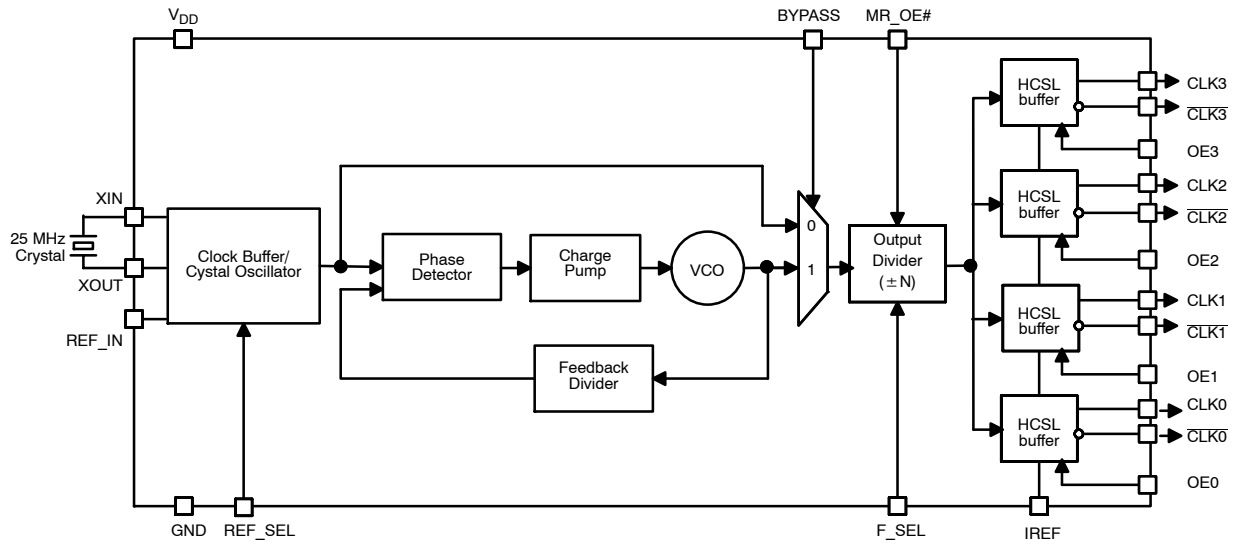 VDD
BYPASS
MR_OE#
HCSL
buffer
CLK3
CLK3
OE3
HCSL
buffer
CLK2
CLK2
OE2
XIN
25 MHz
Crystal
XOUT
REF_IN
Clock Buffer/
Cystal Oscillator
Phase
Detector
Charge
Pump
VCO
0
1
Output
Divider
(±N)
Feedback
Divider
HCSL
buffer
CLK1
CLK1
OE1
HCSL
buffer
CLK0
CLK0
OE0
GND
REF_SEL
F_SEL
IREF